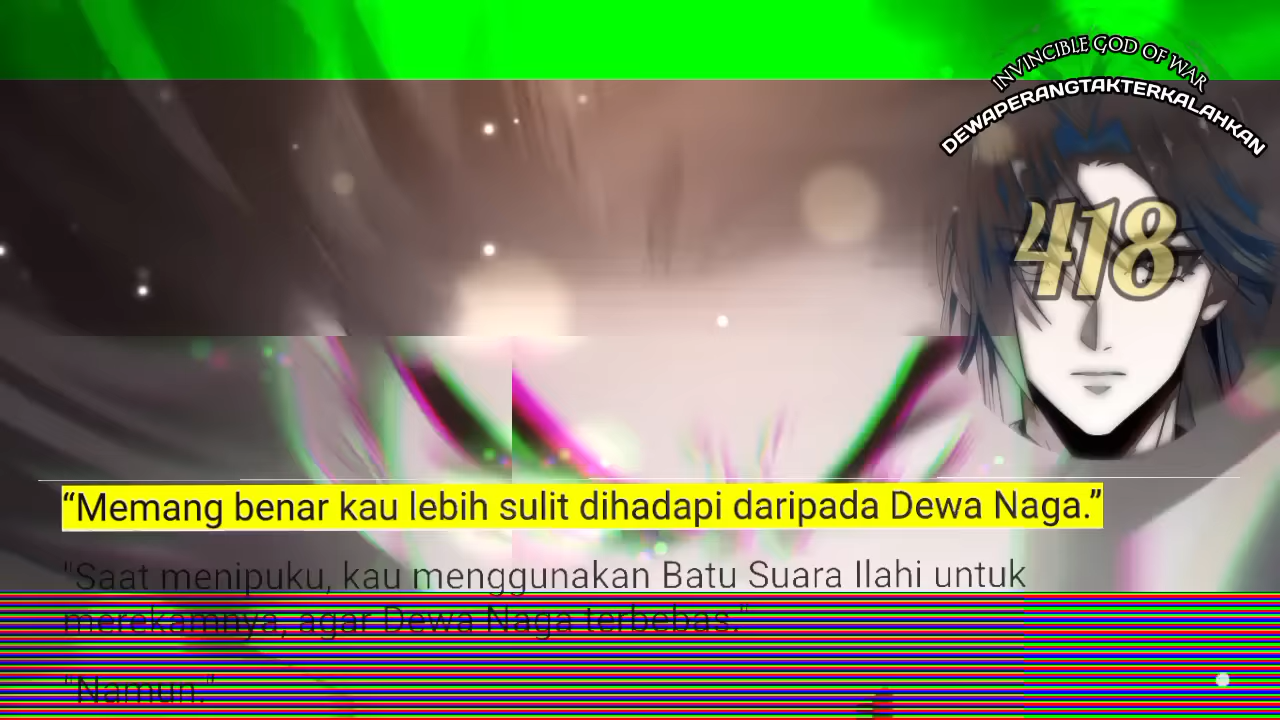 INVINCIBLE GOD OF WAR
DEWAPERANGTAKTERKALAHKAN
418
“Memang benar kau lebih sulit dihadapi daripada Dewa Naga.”
"Saat menipuku, kau menggunakan Batu Suara Ilahi untuk
merekamnya, agar Dewa Naga terbebas."
"Namun."